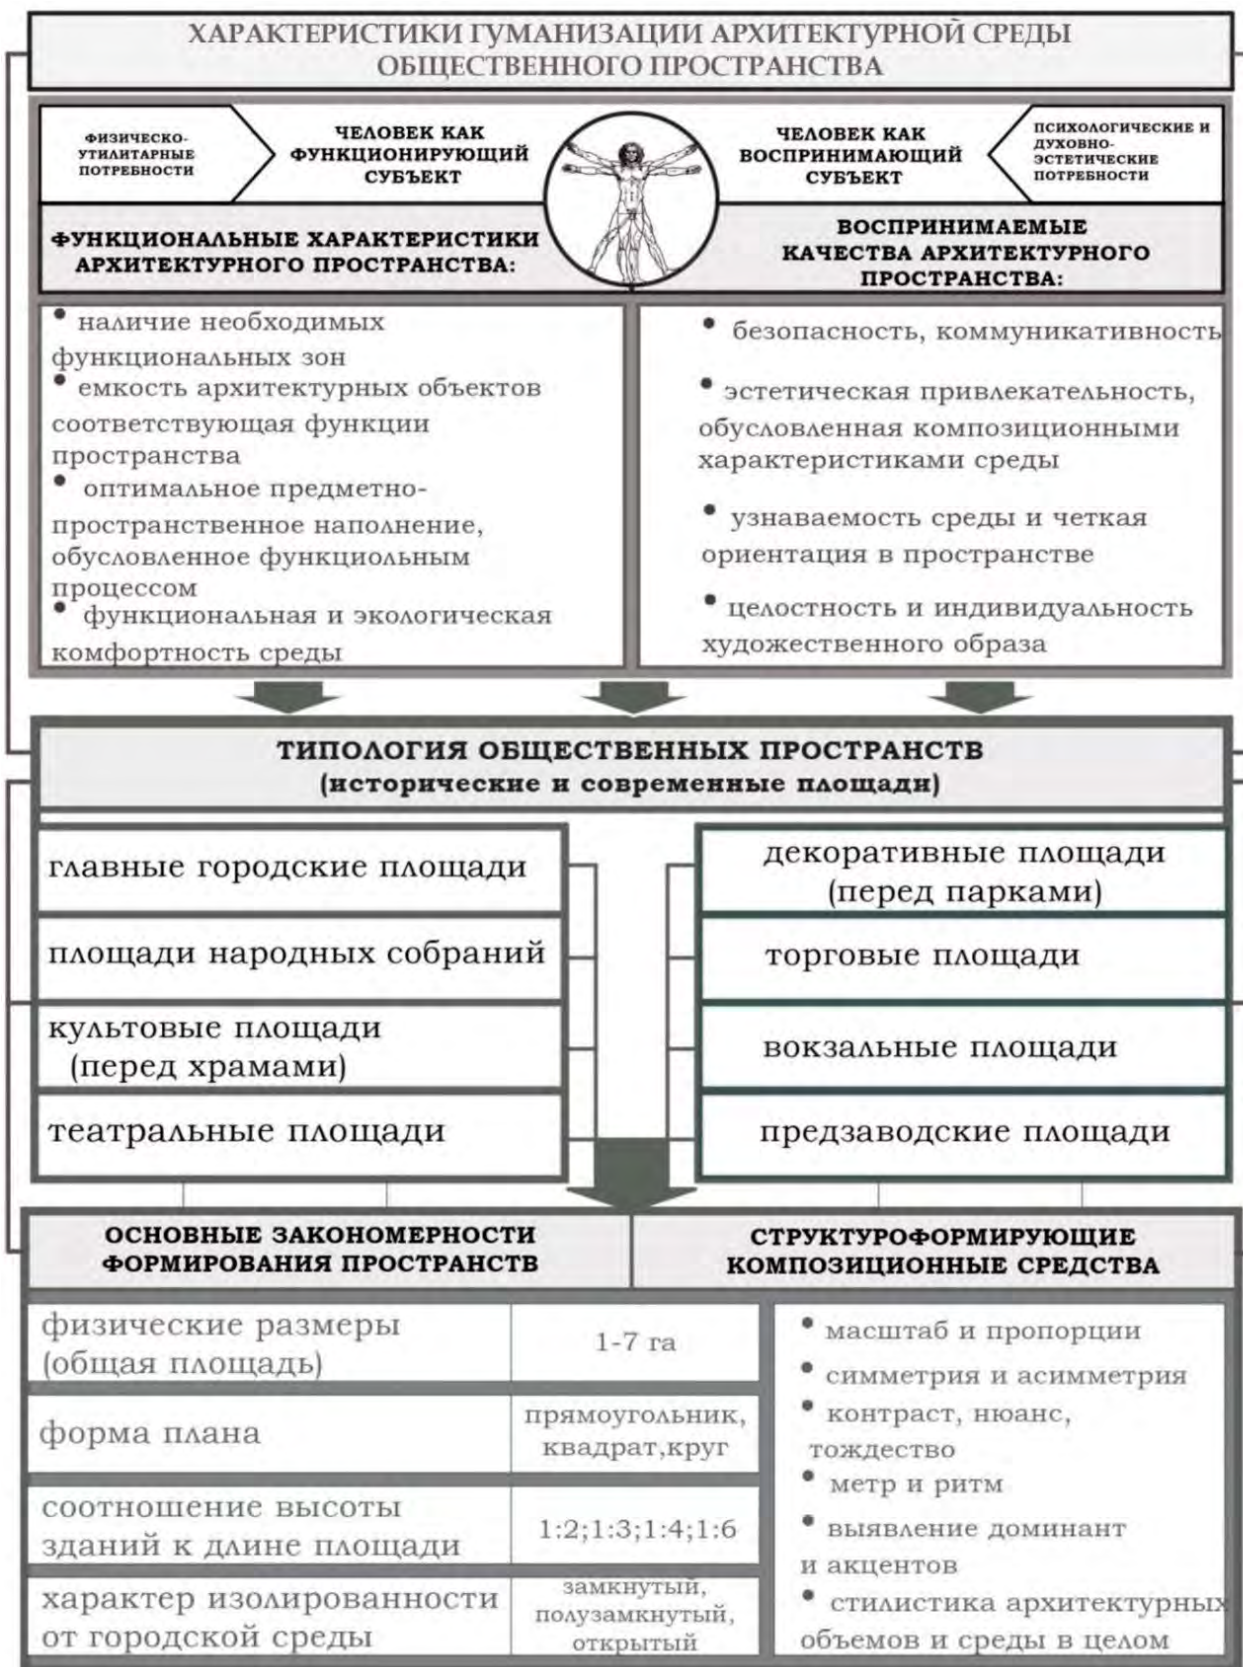 ХАРАКТЕРИСТИКИ ГУМАНИЗАЦИИ АРХИТЕКТУРНОЙ СРЕДЫ
ОБЩЕСТВЕННОГО ПРОСТРАНСТВА
ФИЗИЧЕСКО-
УТИЛИТАРНЫЕ
ПОТРЕБНОСТИ
ЧЕЛОВЕК КАК
ФУНКЦИОНИРУЮЩИЙ
СУБЪЕКТ
ЧЕЛОВЕК КАК
ВОСПРИНИМАЮЩИЙ
СУБЪЕКТ
ПСИХОЛОГИЧЕСКИЕ И
ДУХОВНО-
ЭСТЕТИЧЕСКИЕ
ПОТРЕБНОСТИ
ФУНКЦИОНАЛЬНЫЕ ХАРАКТЕРИСТИКИ
АРХИТЕКТУРНОГО ПРОСТРАНСТВА:
ВОСПРИНИМАЕМЫЕ
КАЧЕСТВА АРХИТЕКТУРНОГО
ПРОСТРАНСТВА:
• наличие необходимых
функциональных зон
• емкость архитектурных объектов
соответствующая функции
пространства
• оптимальное предметно-
пространственное наполнение,
обусловленное функциольным
процессом
• функциональная и экологическая
комфортность среды
• безопасность, коммуникативность
• эстетическая привлекательность,
обусловленная композиционными
характеристиками среды
• узнаваемость среды и четкая
ориентация в пространстве
• целостность и индивидуальность
художественного образа
ТИПОЛОГИЯ ОБЩЕСТВЕННЫХ ПРОСТРАНСТВ
(исторические и современные площади)
главные городские площади
площади народных собраний
культовые площади
(перед храмами)
театральные площади
декоративные площади
(перед парками)
торговые площади
вокзальные площади
предзаводские площади
ОСНОВНЫЕ ЗАКОНОМЕРНОСТИ
ФОРМИРОВАНИЯ ПРОСТРАНСТВ
СТРУКТУРОФОРМИРУЮЩИЕ
КОМПОЗИЦИОННЫЕ СРЕДСТВА
физические размеры
(общая площадь)
1-7 га
форма плана
прямоугольник,
квадрат,круг
соотношение высоты
зданий к длине площади
1:2;1:3;1:4;1:6
характер изолированности
от городской среды
замкнутый,
полузамкнутый,
открытый
• масштаб и пропорции
• симметрия и асимметрия
• контраст, нюанс,
тождество
• метр и ритм
• выявление доминант
и акцентов
• стилистика архитектурных
объемов и среды в целом